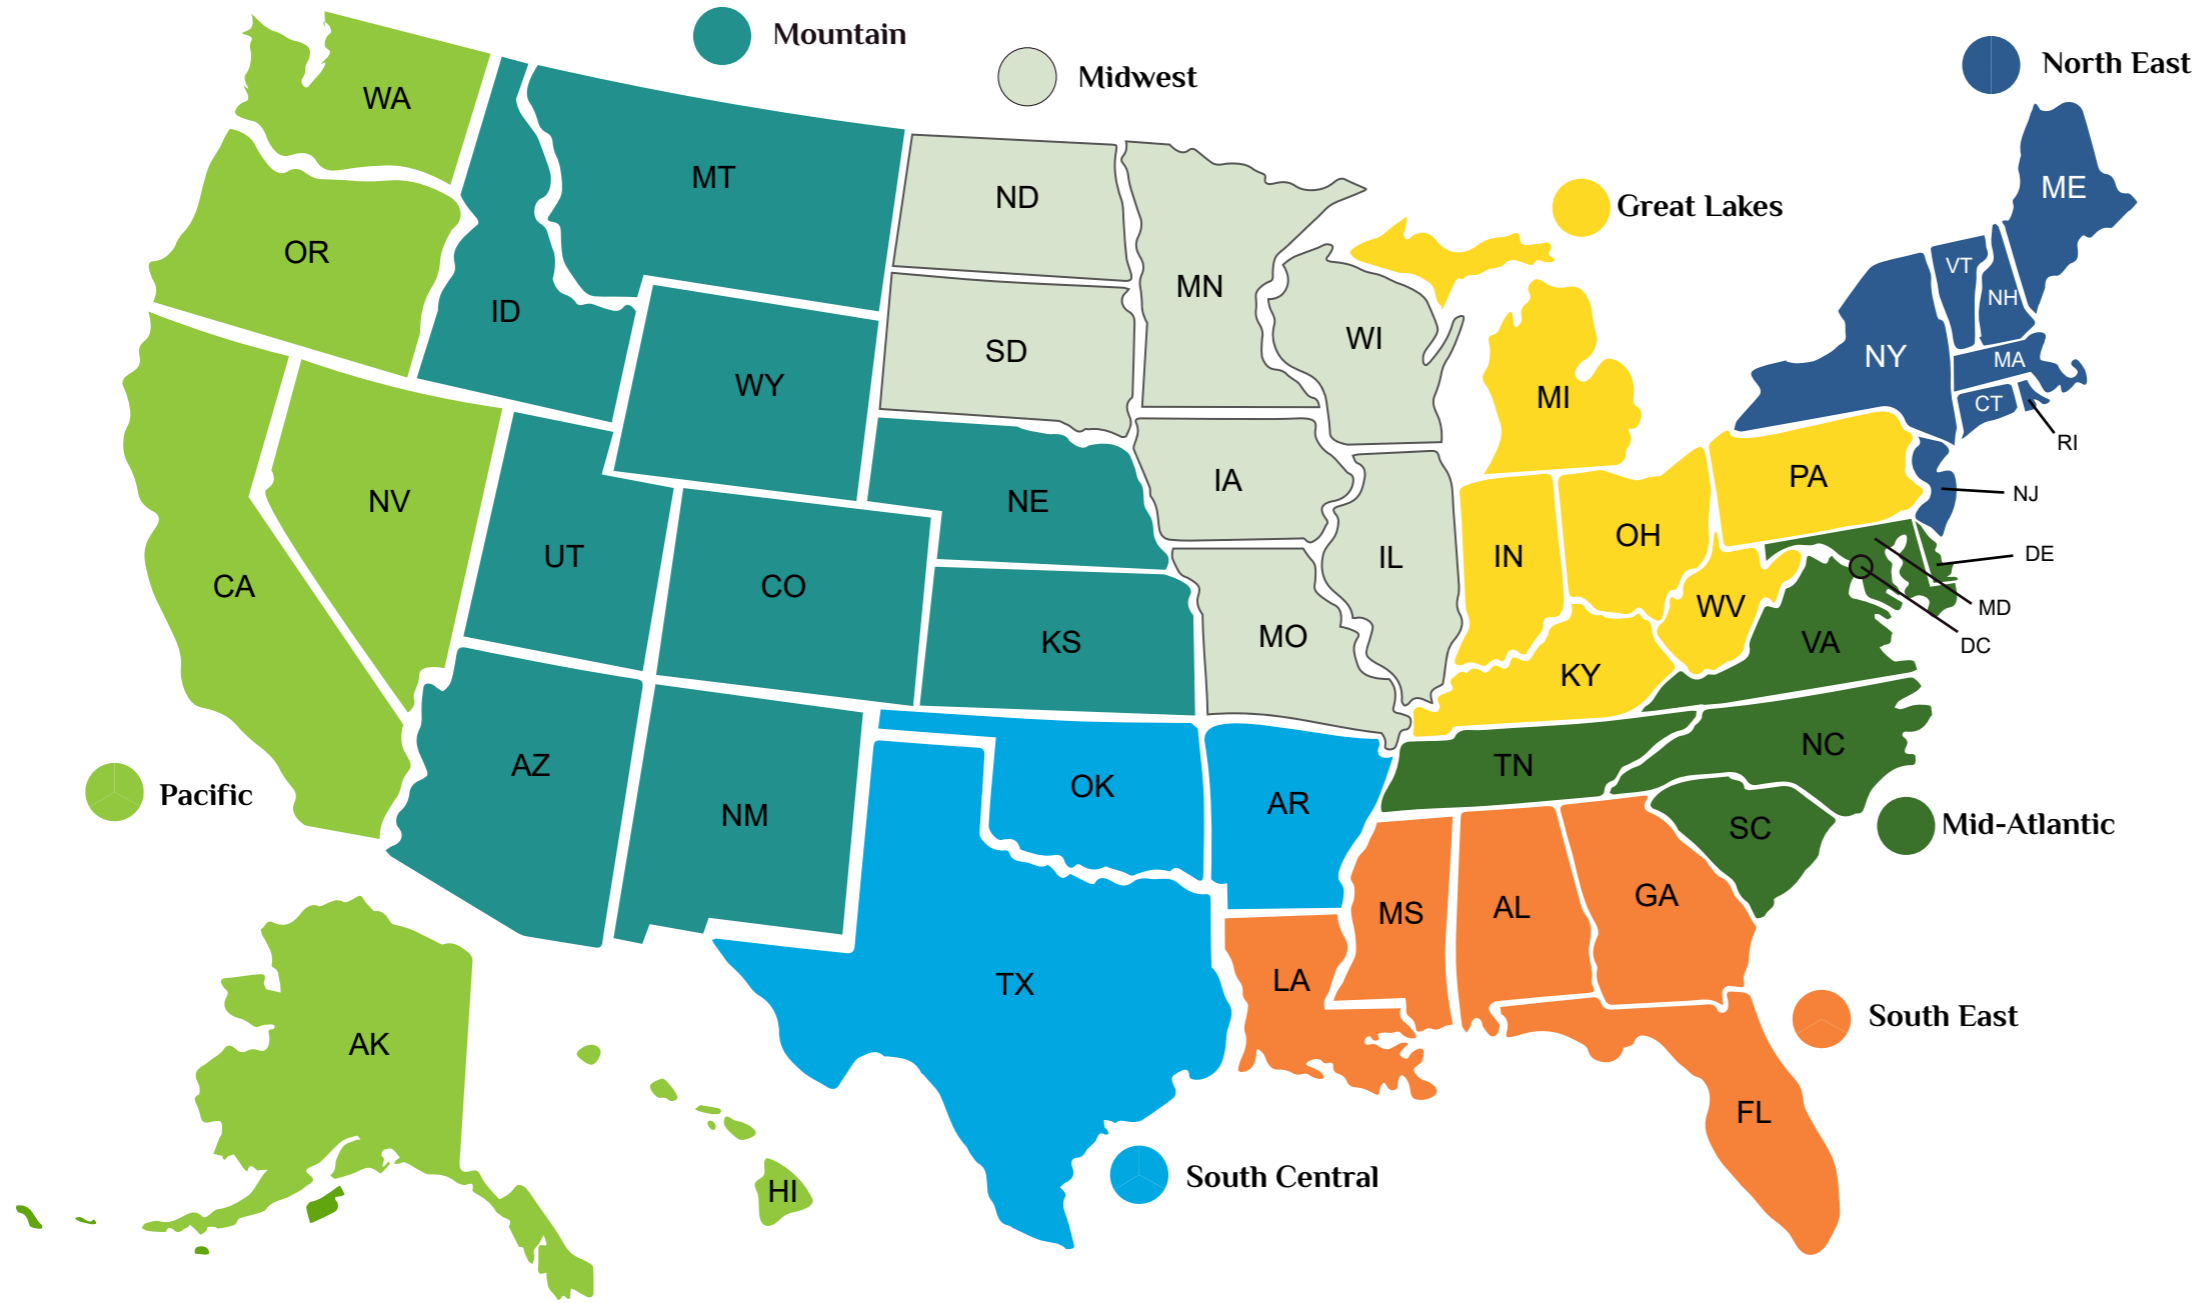 Mountain
Midwest
North East
Great Lakes
WA
MT
ND
ME
OR
MN
VT
NH
ID
SD
WI
NY
MA
WY
MI
CT
RI
NV
NE
IA
PA
NJ
UT
CO
IL
IN
OH
DE
CA
KS
MO
KY
WV
VA
MD
DC
AZ
NM
OK
AR
TN
NC
Pacific
SC
Mid-Atlantic
MS
AL
GA
TX
LA
South East
AK
FL
HI
South Central